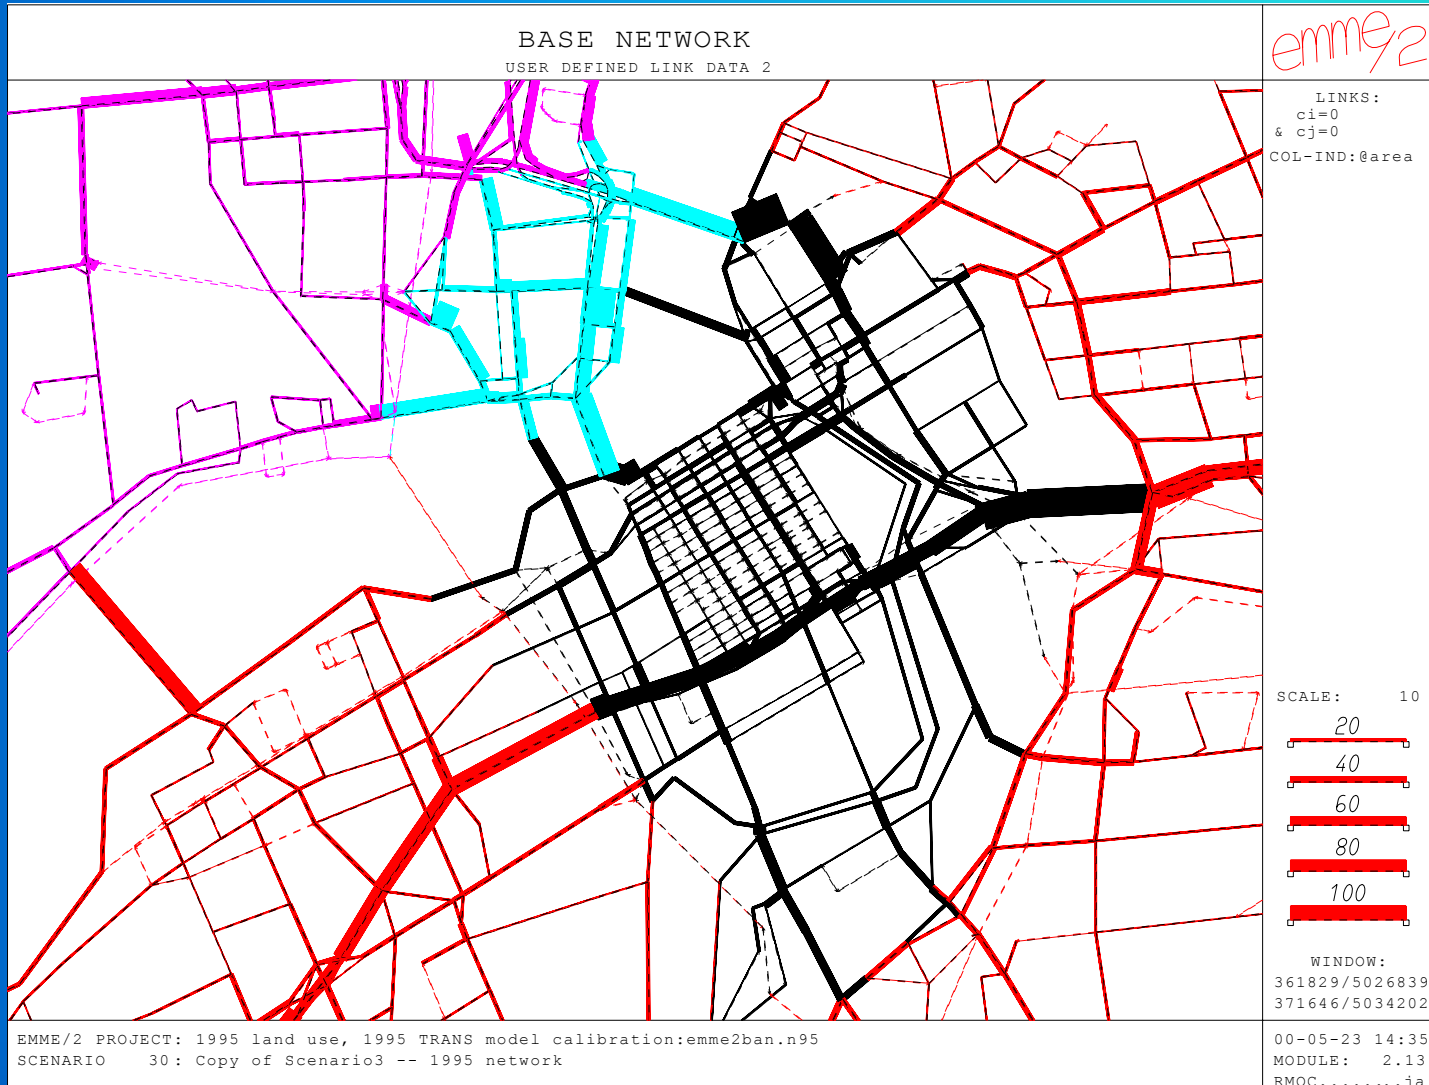 BASE NETWORK
USER DEFINED LINK DATA 2
emme/2
LINKS:
ci=0
& cj=0
COL-IND:@area
SCALE: 10
20
40
60
80
100
WINDOW:
361829/5026839
371646/5034202
EMME/2 PROJECT: 1995 land use, 1995 TRANS model calibration:emme2ban.n95
SCENARIO 30: Copy of Scenario3 -- 1995 network
00-05-23 14:35
MODULE: 2.13
RMOC........ja